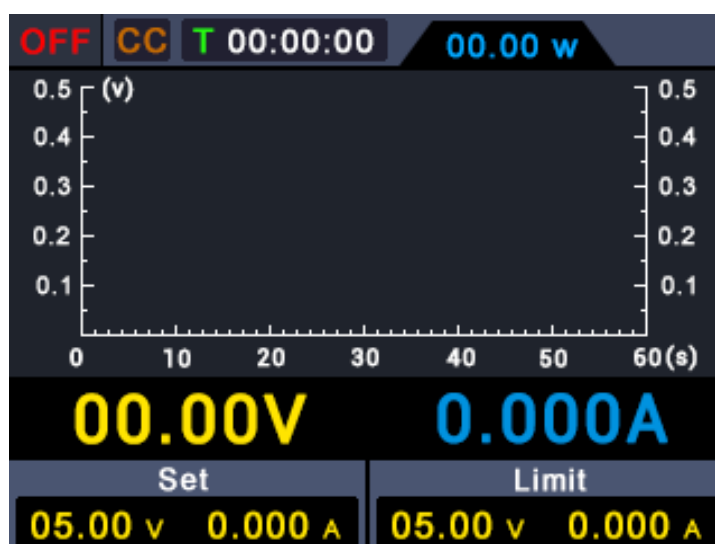 OFF CC T 00:00:00 00.00 w
0.5 (v) 0.5
0.4 0.4
0.3 0.3
0.2 0.2
0.1 0.1
0 10 20 30 40 50 60(s)
00.00V 0.000A
Set Limit
05.00 V 0.000 A 05.00 V 0.000 A